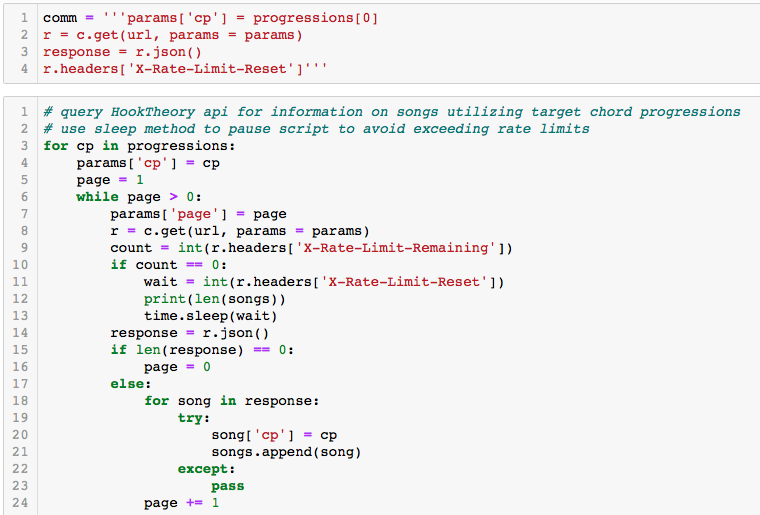 1 comm = '''params['cp'] = progressions[0]
2 r = c.get(url, params = params)
3 response = r.json()
4 r.headers['X-Rate-Limit-Reset']'''
1 # query HookTheory api for information on songs utilizing target chord progressions
2 # use sleep method to pause script to avoid exceeding rate limits
3 for cp in progressions:
4     params['cp'] = cp
5     page = 1
6     while page > 0:
7         params['page'] = page
8         r = c.get(url, params = params)
9         count = int(r.headers['X-Rate-Limit-Remaining'])
10         if count == 0:
11             wait = int(r.headers['X-Rate-Limit-Reset'])
12             print(len(songs))
13             time.sleep(wait)
14         response = r.json()
15         if len(response) == 0:
16             page = 0
17         else:
18             for song in response:
19                 try:
20                     song['cp'] = cp
21                     songs.append(song)
22                 except:
23                     pass
24             page += 1